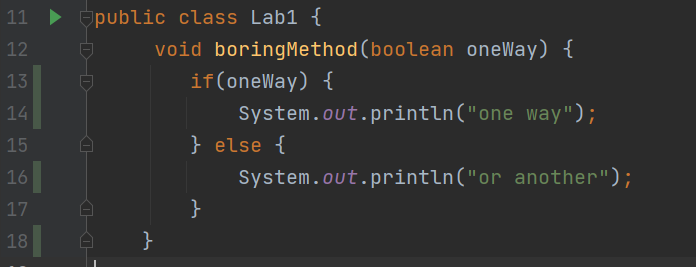 11 public class Lab1 {
12 void boringMethod(boolean oneWay) {
13 if(oneWay) {
14 System.out.println("one way");
15 } else {
16 System.out.println("or another");
17 }
18 }